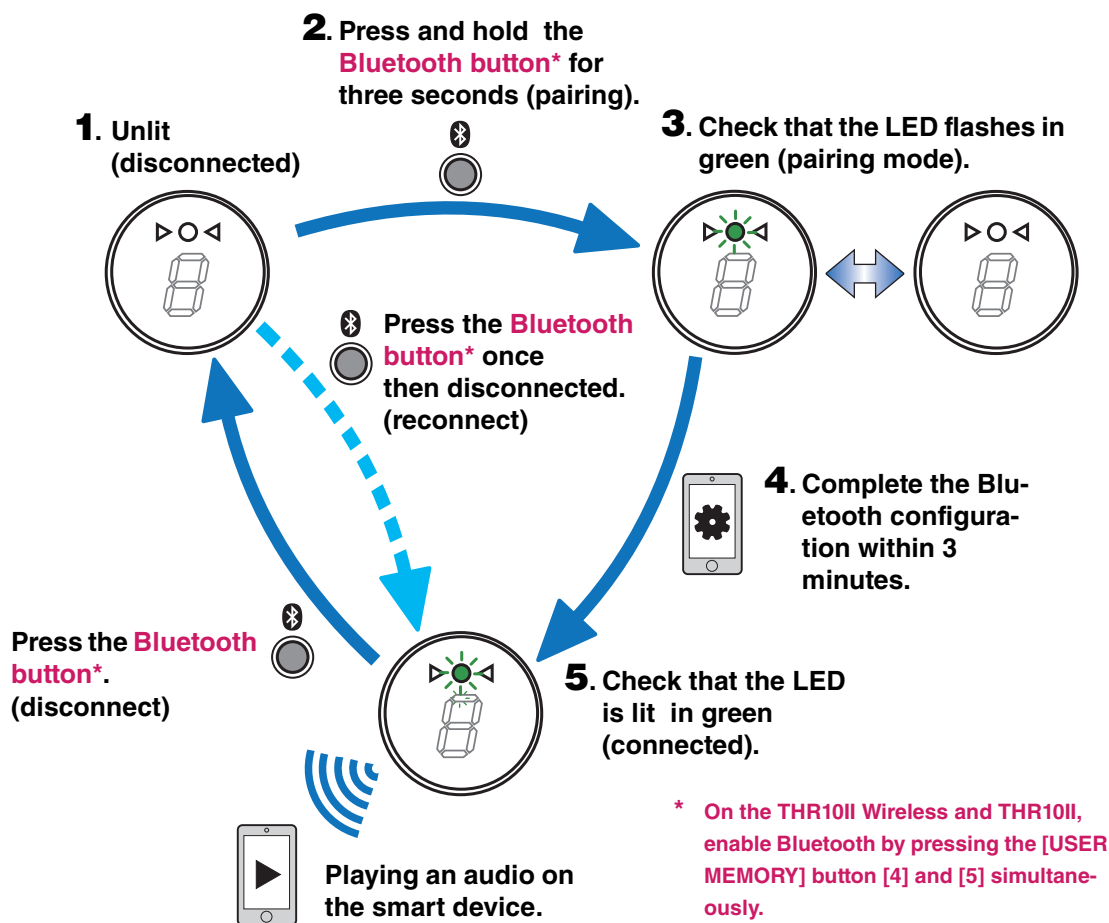 2. Press and hold the
Bluetooth button* for
three seconds (pairing).
1. Unlit
(disconnected)
3. Check that the LED flashes in
green (pairing mode).
Press the Bluetooth
button* once
then disconnected.
(reconnect)
4. Complete the Blu-
etooth configura-
tion within 3
minutes.
Press the Bluetooth
button*.
(disconnect)
5. Check that the LED
is lit in green
(connected).
* On the THR10II Wireless and THR10II,
enable Bluetooth by pressing the [USER
MEMORY] button [4] and [5] simultane-
ously.
Playing an audio on
the smart device.